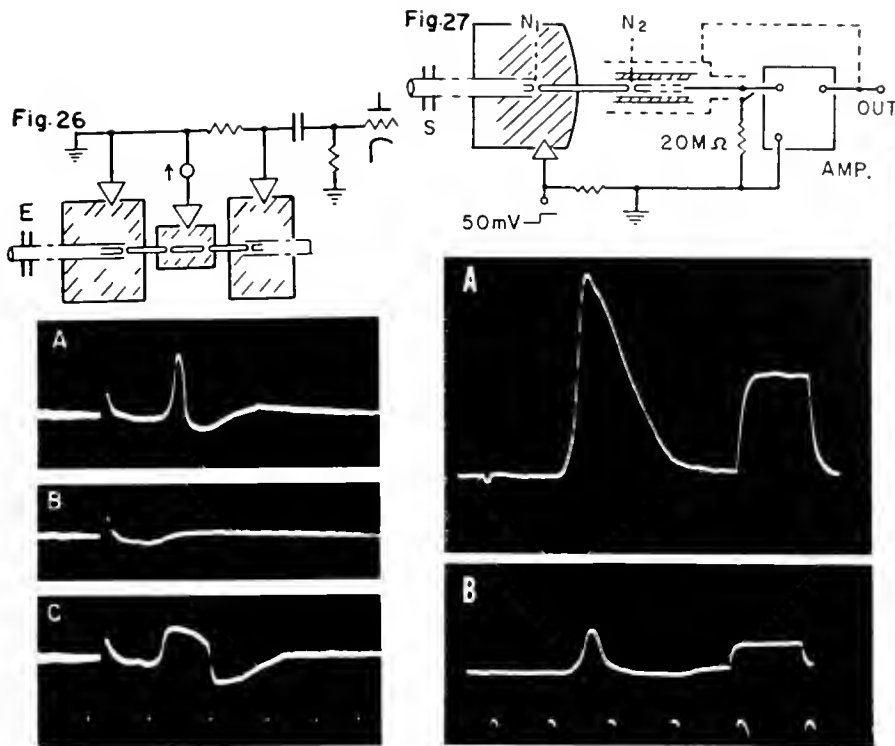 Fig. 26
E
A
B
C
Fig. 27
N₁
N₂
S
20MΩ
OUT
AMP.
50mV
A
B